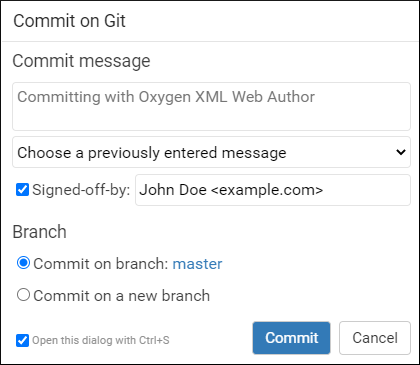 Commit on Git
Commit message
Committing with Oxygen XML Web Author
Choose a previously entered message
Signed-off-by: John Doe <example.com>
Branch
Commit on branch: master
Commit on a new branch
Open this dialog with Ctrl+S Commit Cancel